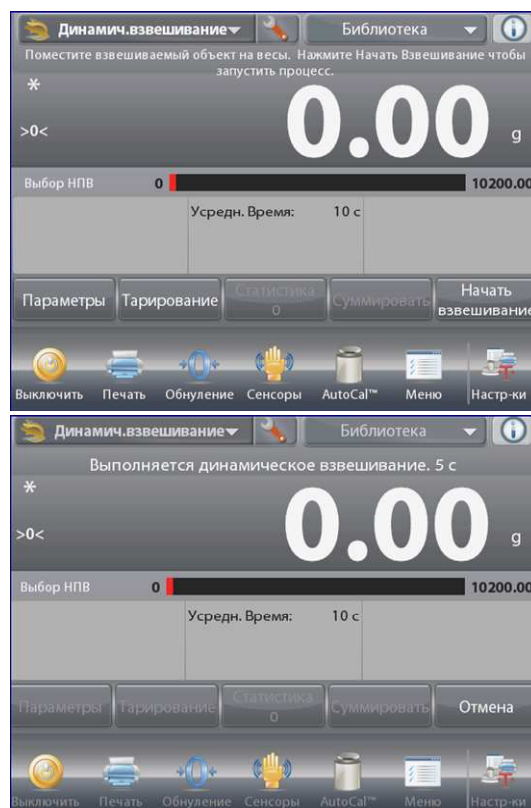 Динамич.взвешивание Библиотека
Поместите взвешиваемый объект на весы. Нажмите Начать Взвешивание чтобы
запустить процесс.
*
0.00
>0<
g
Выбор НПВ 0 10200.00
Усредн. Время: 10 с
Параметры Тарирование Статистика 0 Суммировать Начать взвешивание
Выключить Печать Обнуление Сенсоры AutoCal™ Меню Настр-ки
Динамич.взвешивание Библиотека
Выполняется динамическое взвешивание. 5 с
*
0.00
>0<
g
Выбор НПВ 0 10200.00
Усредн. Время: 10 с
Параметры Тарирование Статистика 0 Суммировать Отмена
Выключить Печать Обнуление Сенсоры AutoCal™ Меню Настр-ки